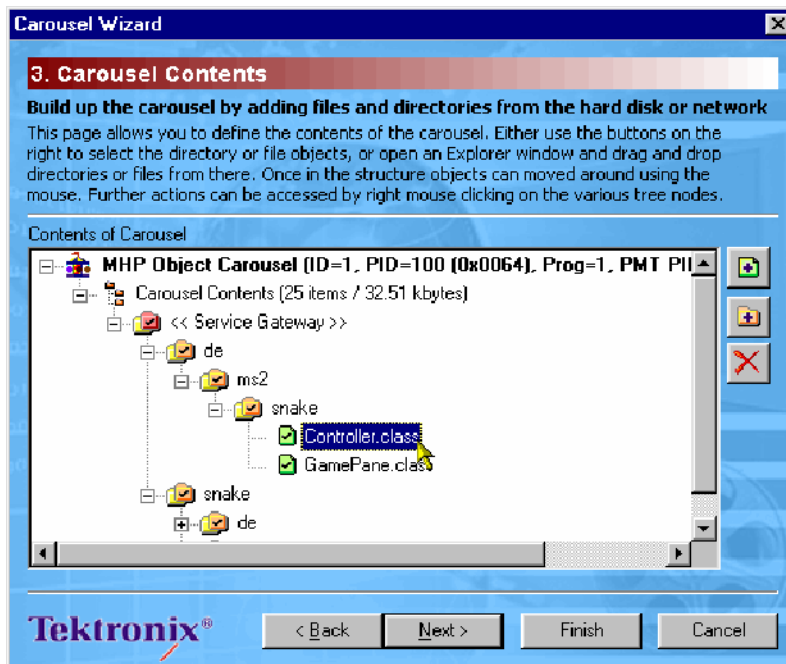 Carousel Wizard
3. Carousel Contents
Build up the carousel by adding files and directories from the hard disk or network
This page allows you to define the contents of the carousel. Either use the buttons on the
right to select the directory or file objects, or open an Explorer window and drag and drop
directories or files from there. Once in the structure objects can moved around using the
mouse. Further actions can be accessed by right mouse clicking on the various tree nodes.
Contents of Carousel
MHP Object Carousel (ID=1, PID=100 (0x0064), Prog=1, PMT PI
Carousel Contents (25 items / 32.51 kbytes)
<< Service Gateway >>
de
ms2
snake
Controller.class
GamePane.class
snake
de
Tektronix®
< Back
Next >
Finish
Cancel